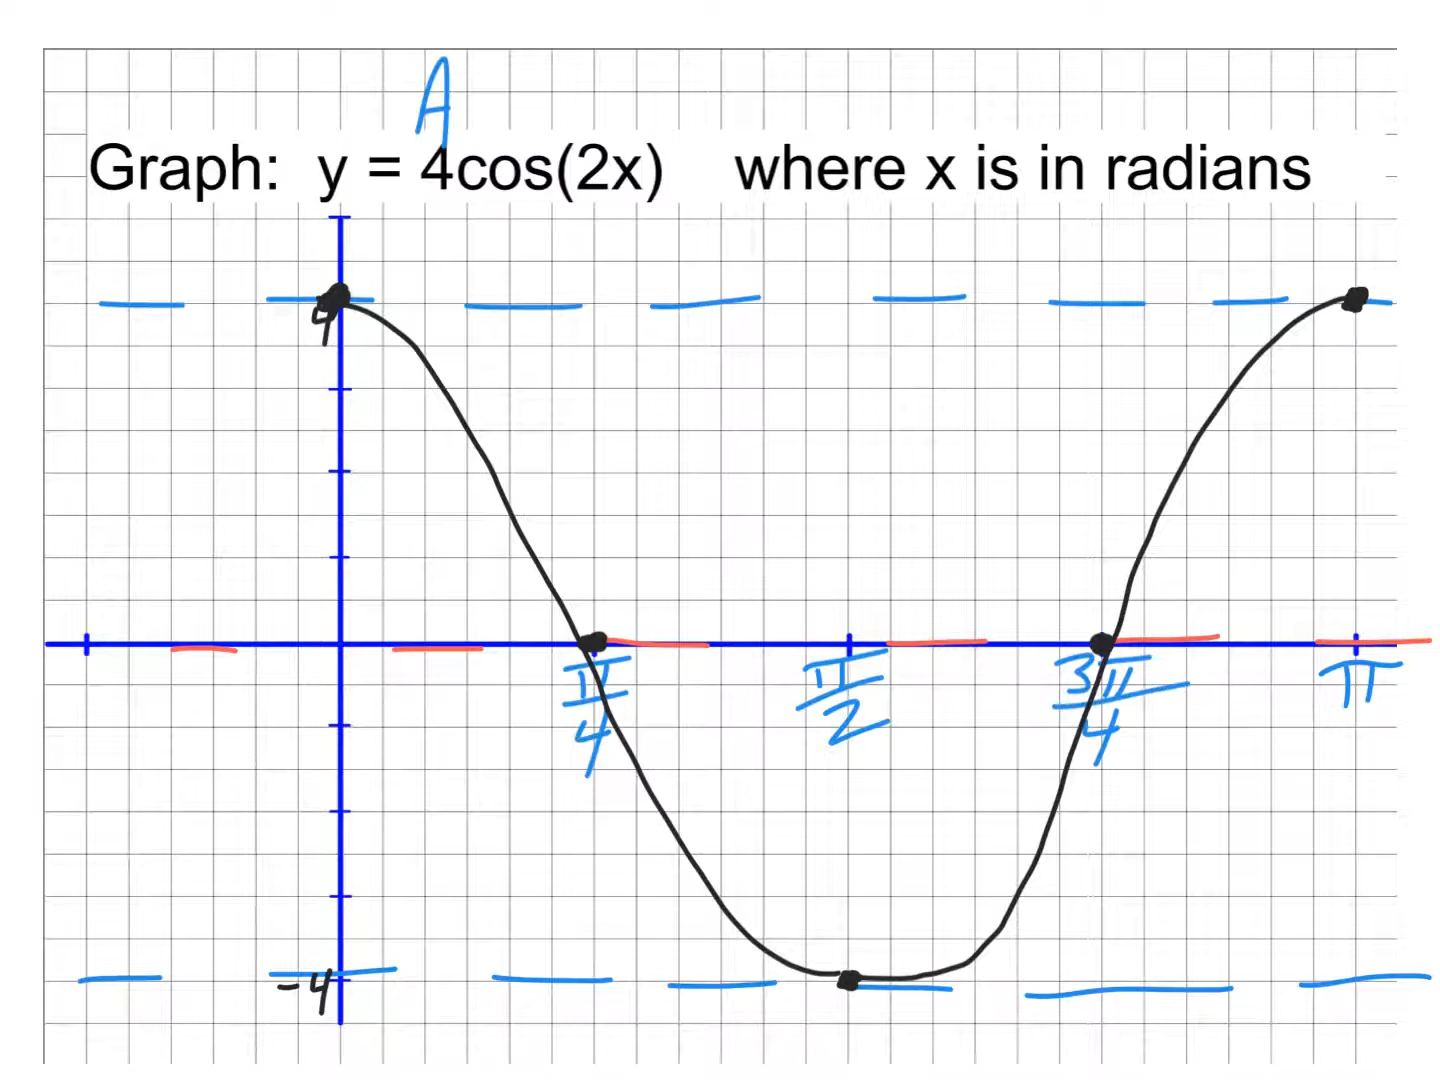 A
Graph: y = 4cos(2x) where x is in radians
4
π/4 π/2 3π/4 π
-4